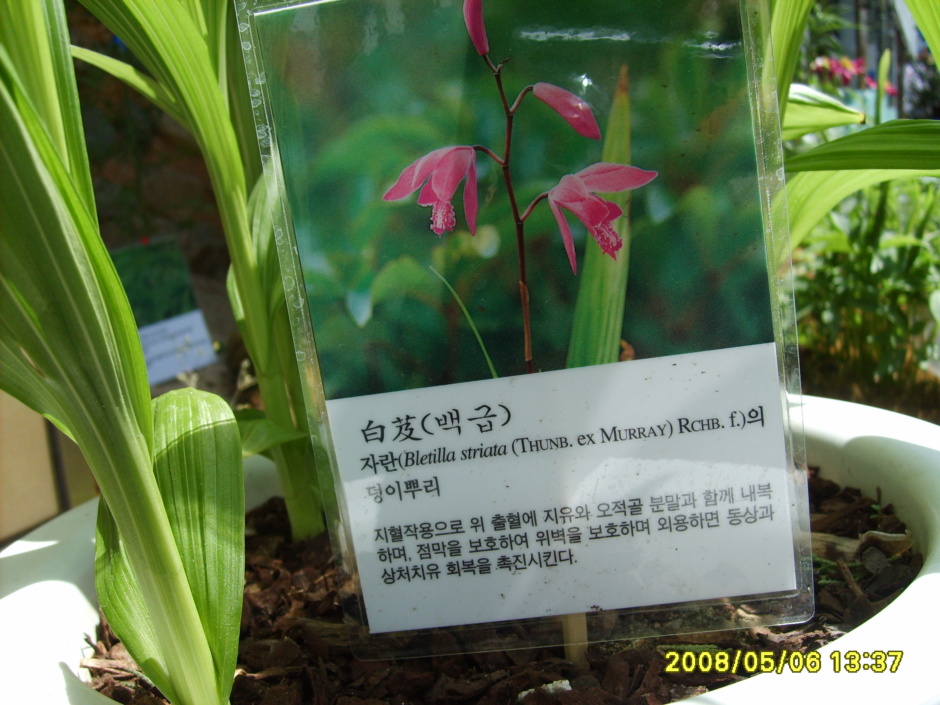 白芨(백급)
자란(Bletilla striata (THUNB. ex MURRAY) RCHB. f.)의
덩이뿌리
지혈작용으로 위 출혈에 지유와 오적골 분말과 함께 내복
하며, 점막을 보호하여 위벽을 보호하며 외용하면 동상과
상처치유 회복을 촉진시킨다.
2008/05/06 13:37